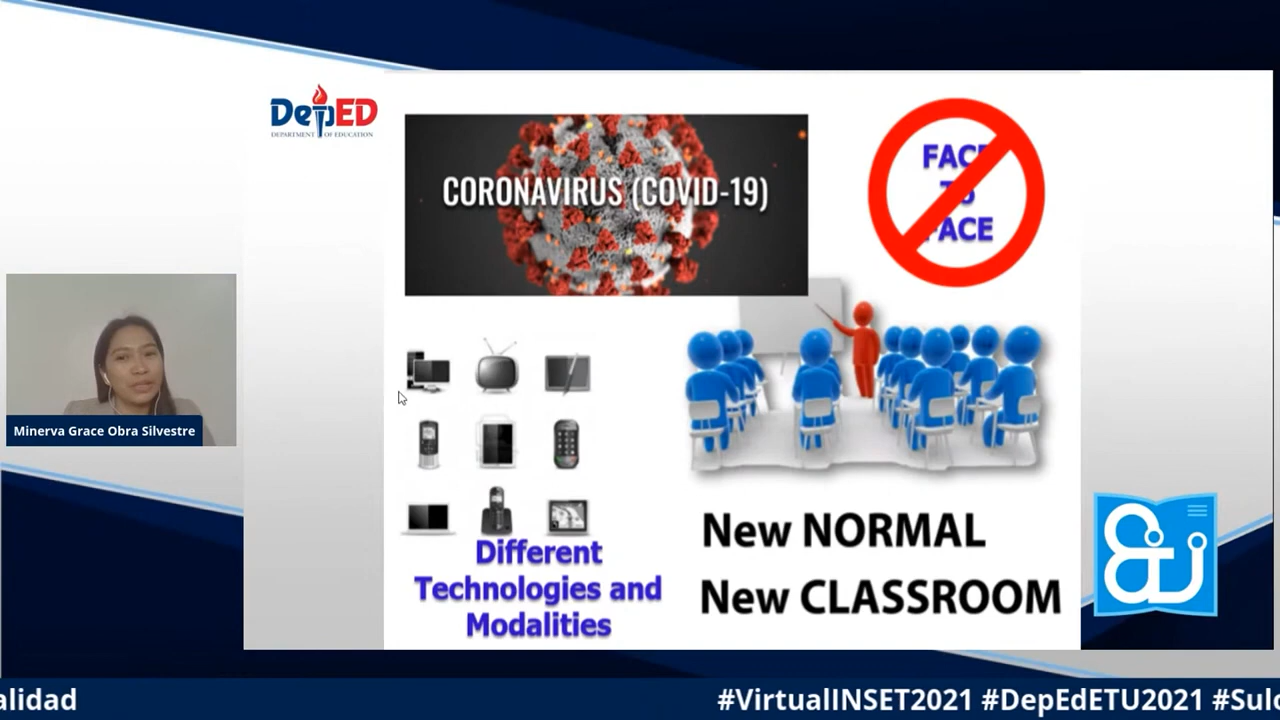 DepED
DEPARTMENT OF EDUCATION
CORONAVIRUS (COVID-19)
FACE
TO
FACE
Minerva Grace Obra Silvestre
Different
Technologies and
Modalities
New NORMAL
New CLASSROOM
alidad
#VirtualINSET2021 #DepEdETU2021 #Sulo